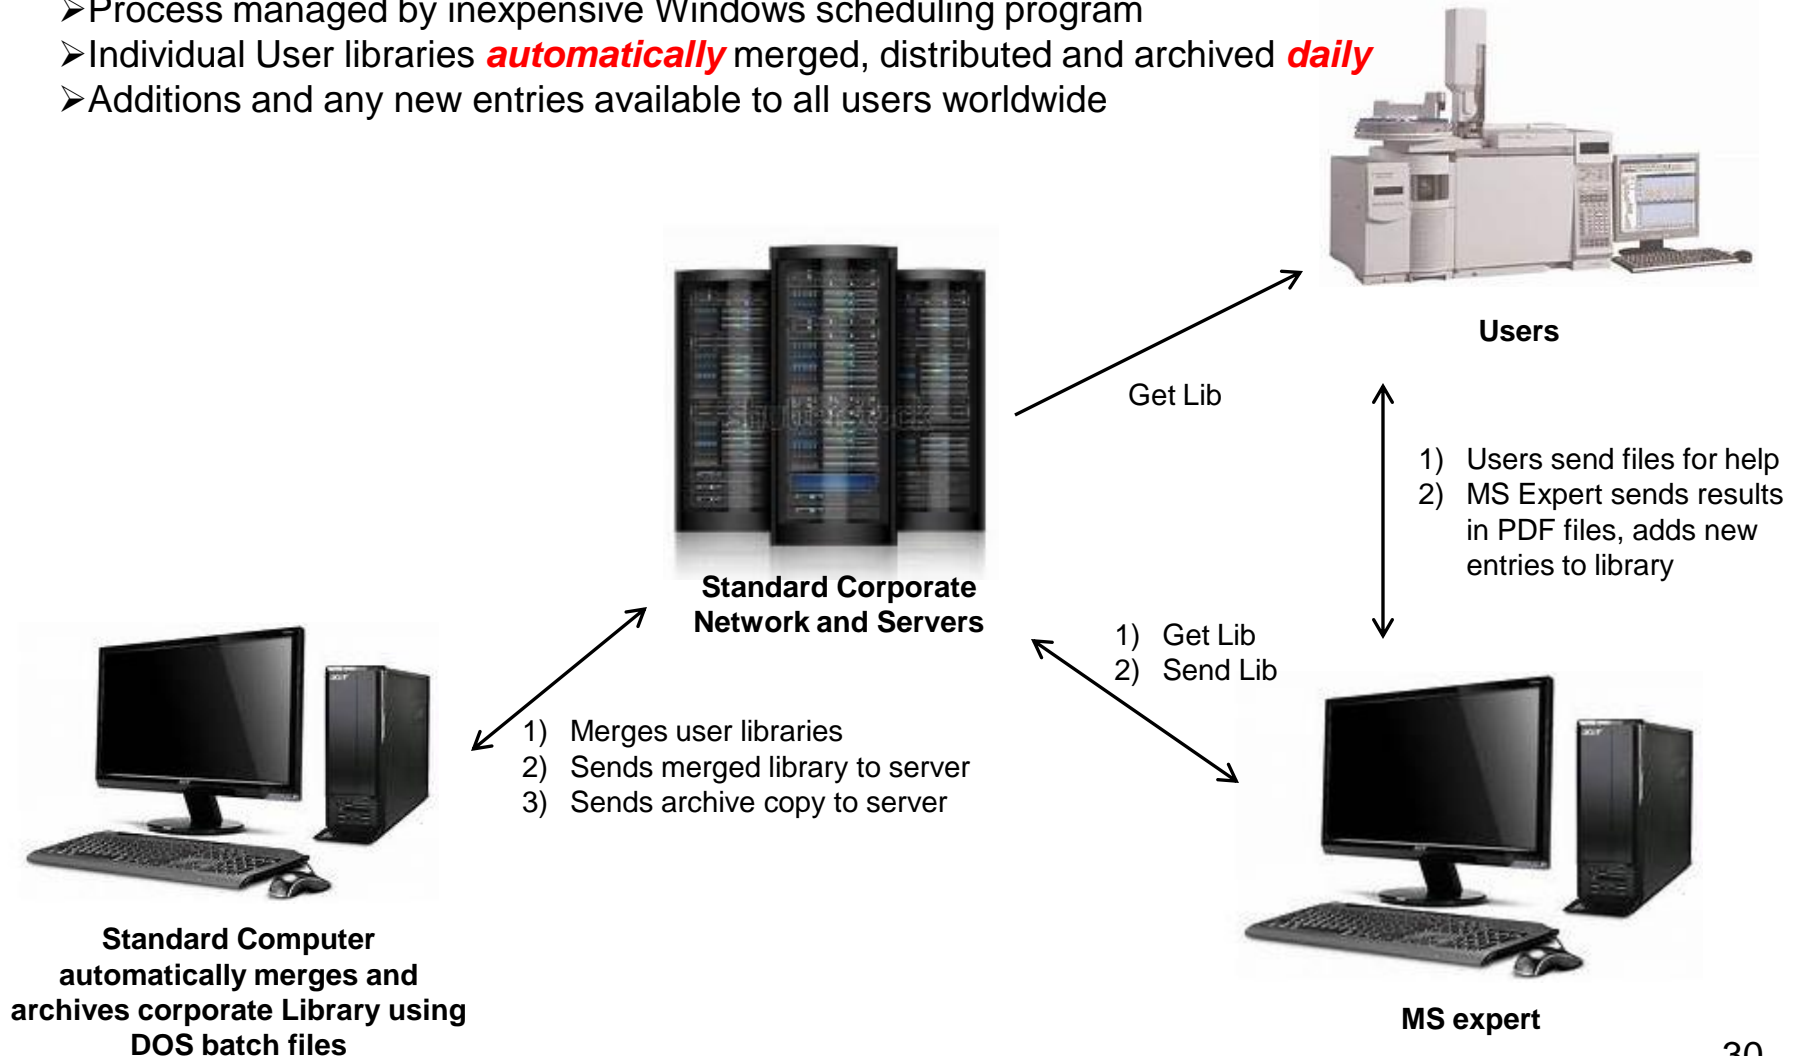 ➢Process managed by inexpensive Windows scheduling program
➢Individual User libraries automatically merged, distributed and archived daily
➢Additions and any new entries available to all users worldwide
Users
Get Lib
1) Users send files for help
2) MS Expert sends results
in PDF files, adds new
entries to library
shutterstock
Standard Corporate
Network and Servers
1) Get Lib
2) Send Lib
1) Merges user libraries
2) Sends merged library to server
3) Sends archive copy to server
acer
acer
Standard Computer
automatically merges and
archives corporate Library using
DOS batch files
MS expert
30